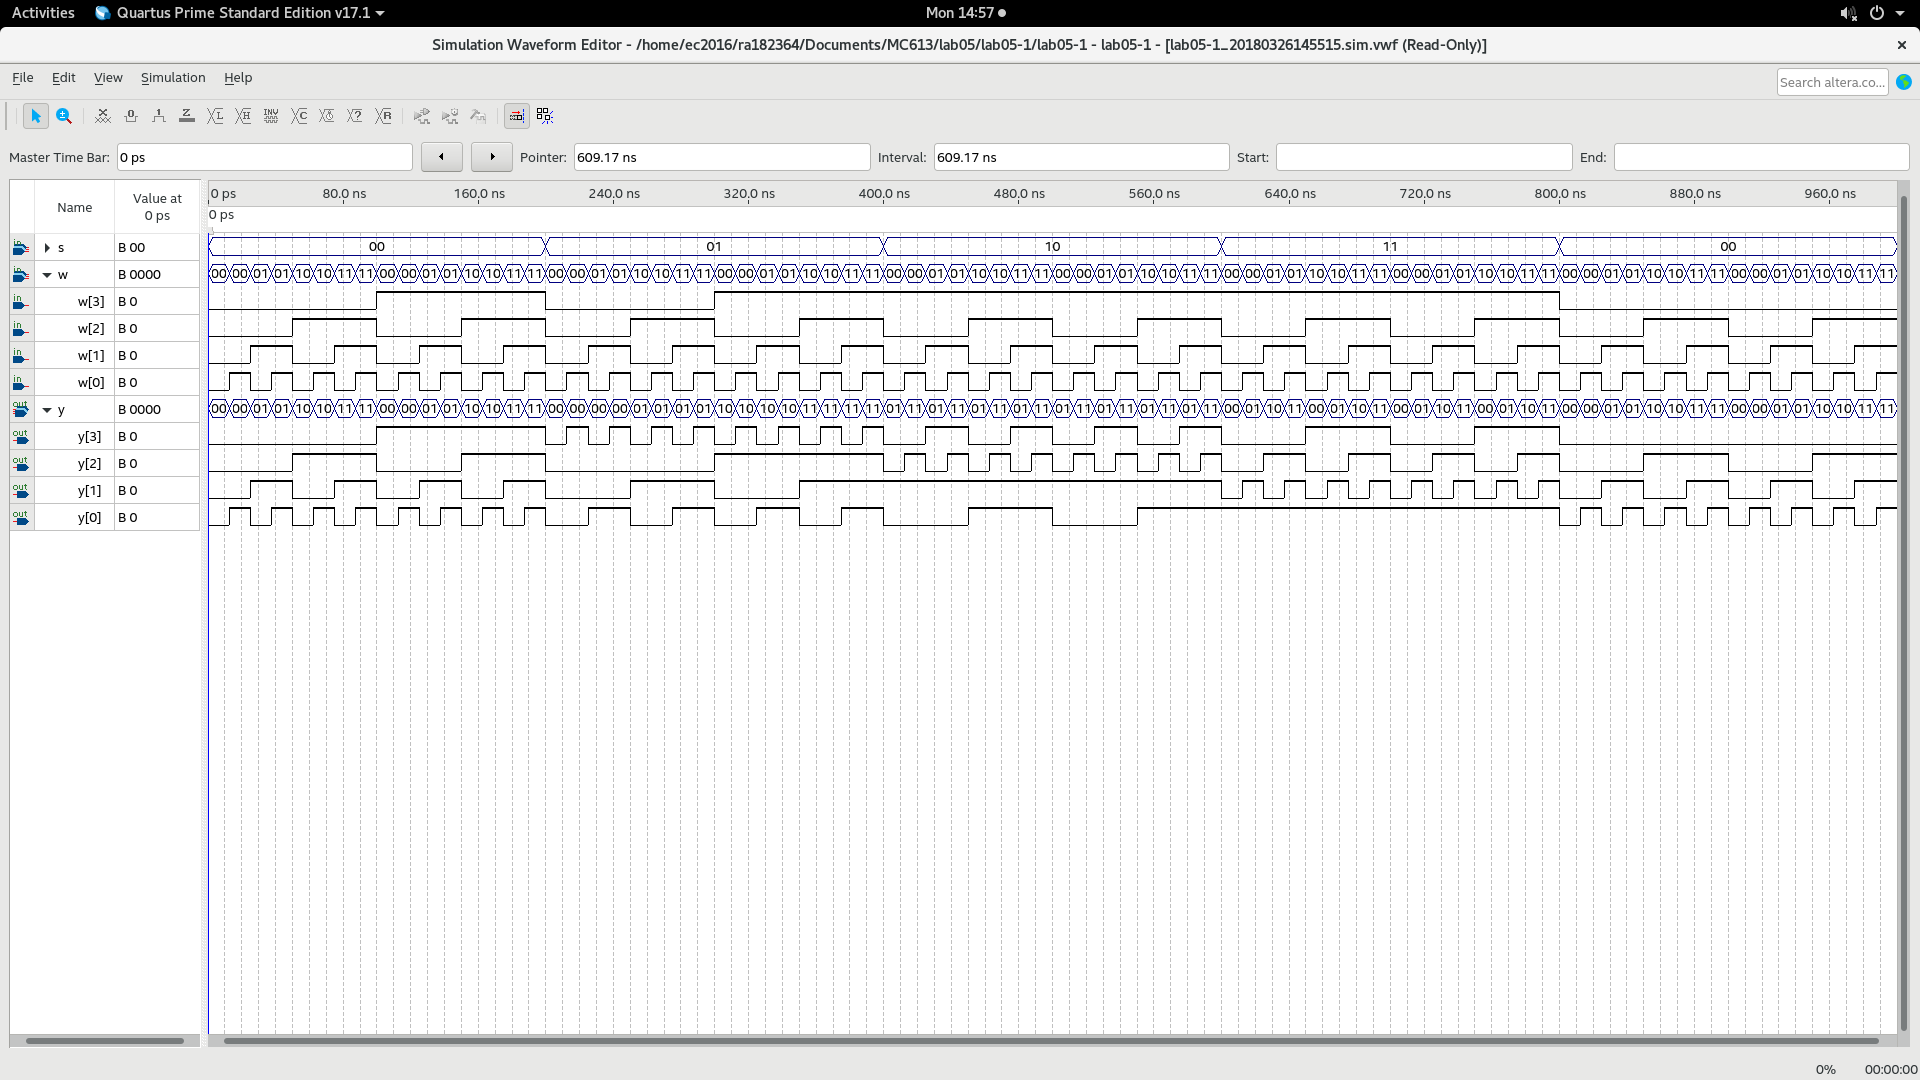 Activities Quartus Prime Standard Edition v17.1 Mon 14:57
Simulation Waveform Editor - /home/ec2016/ra182364/Documents/MC613/lab05/lab05-1/lab05-1 - lab05-1 - [lab05-1_20180326145515.sim.vwf (Read-Only)]
File Edit View Simulation Help Search altera.co...
Master Time Bar: 0 ps Pointer: 609.17 ns Interval: 609.17 ns Start: End:
Name Value at 0 ps
0 ps 80.0 ns 160.0 ns 240.0 ns 320.0 ns 400.0 ns 480.0 ns 560.0 ns 640.0 ns 720.0 ns 800.0 ns 880.0 ns 960.0 ns
0 ps
s B 00 00 01 10 11 00
w B 0000 00 00 01 01 10 10 11 11 00 00 01 01 10 10 11 11 00 00 01 01 10 10 11 11 00 00 01 01 10 10 11 11 00 00 01 01 10 10 11 11 00 00 01 01 10 10 11 11 00 00 01 01 10 10 11 11 00 00 01 01 10 10 11 11 00 00 01 01 10 10 11 11 00 00 01 01 10 10 11 11
w[3] B 0
w[2] B 0
w[1] B 0
w[0] B 0
y B 0000 00 00 01 01 10 10 11 11 00 00 01 01 10 10 11 11 00 00 00 00 01 01 01 01 10 10 10 10 11 11 11 11 01 11 01 11 01 11 01 11 01 11 01 11 01 11 01 11 00 01 10 11 00 01 10 11 00 01 10 11 00 01 10 11 00 00 01 01 10 10 11 11 00 00 01 01 10 10 11 11
y[3] B 0
y[2] B 0
y[1] B 0
y[0] B 0
0% 00:00:00